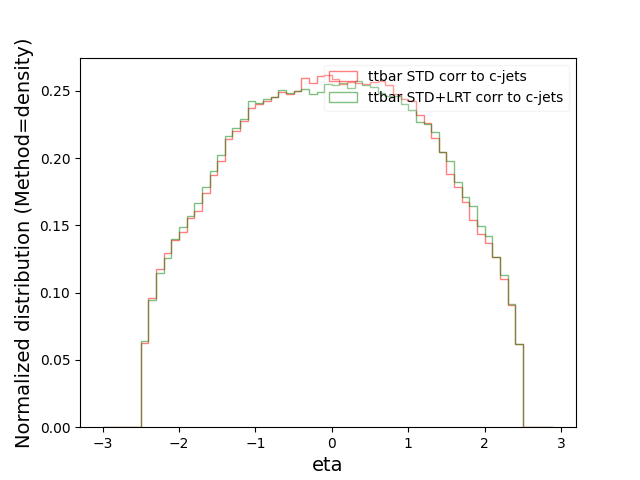 ttbar STD corr to c-jets
ttbar STD+LRT corr to c-jets
Normalized distribution (Method=density)
0.25
0.20
0.15
0.10
0.05
0.00
−3 −2 −1 0 1 2 3
eta